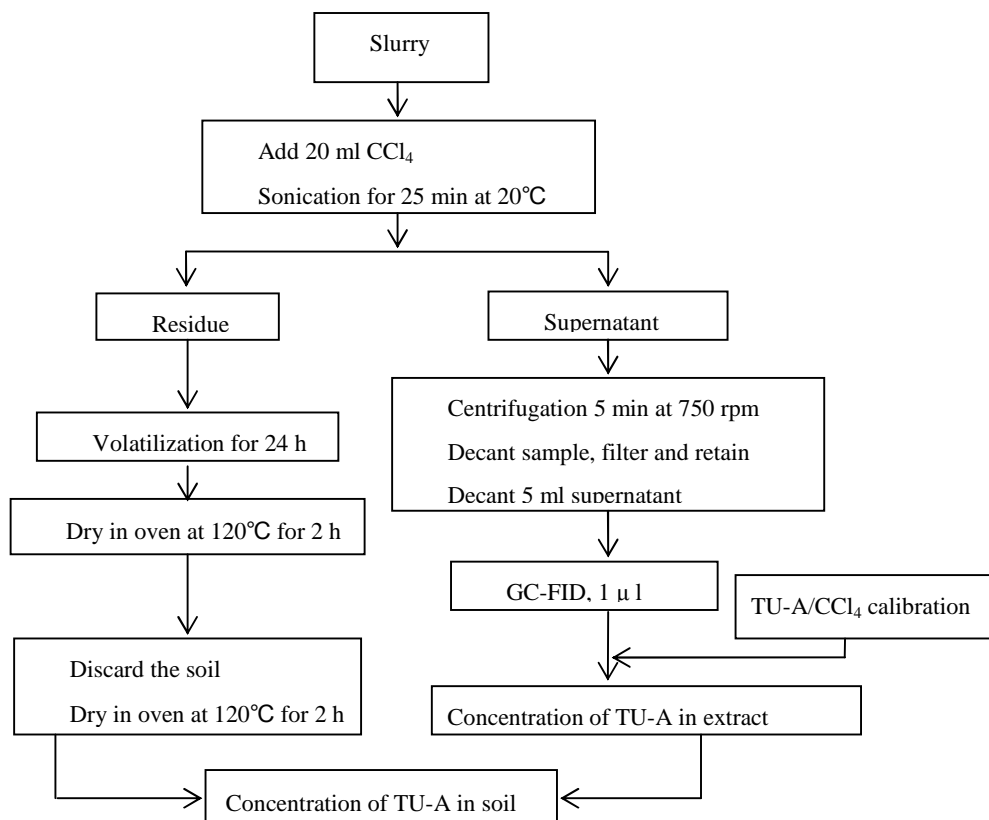 Slurry
Add 20 ml CCl₄
Sonication for 25 min at 20℃
Residue
Supernatant
Volatilization for 24 h
Centrifugation 5 min at 750 rpm
Decant sample, filter and retain
Decant 5 ml supernatant
Dry in oven at 120℃ for 2 h
GC-FID, 1 μ l
TU-A/CCl₄ calibration
Discard the soil
Dry in oven at 120℃ for 2 h
Concentration of TU-A in extract
Concentration of TU-A in soil